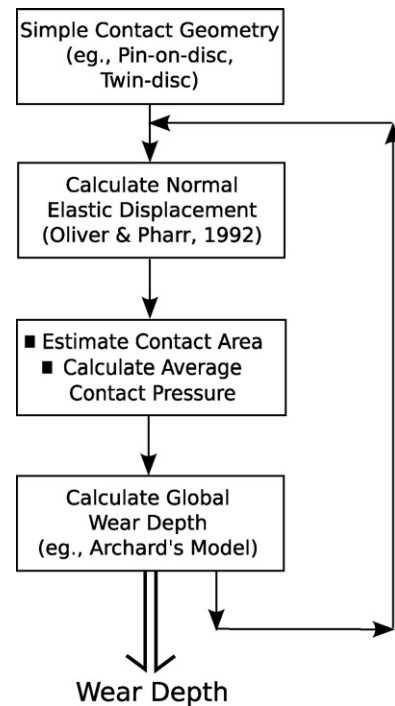 Simple Contact Geometry
(eg., Pin-on-disc,
Twin-disc)
Calculate Normal
Elastic Displacement
(Oliver & Pharr, 1992)
■ Estimate Contact Area
■ Calculate Average
Contact Pressure
Calculate Global
Wear Depth
(eg., Archard's Model)
Wear Depth